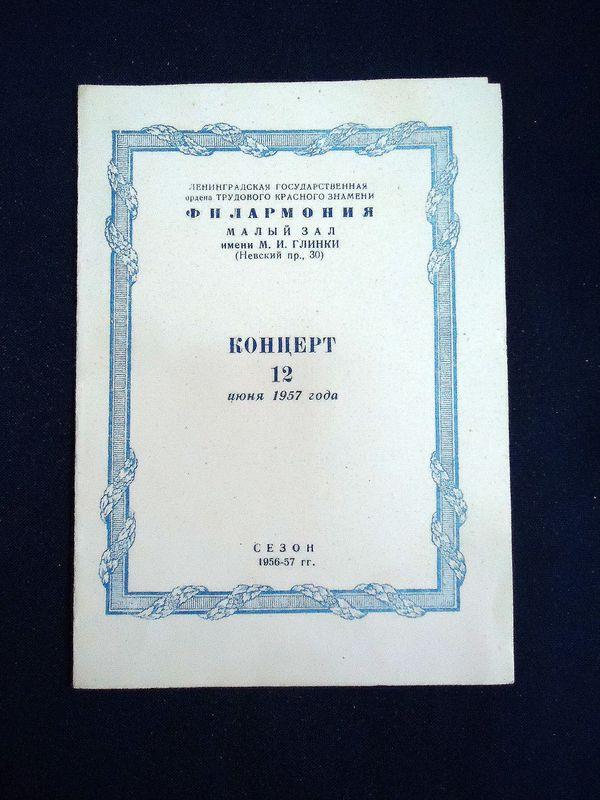 ЛЕНИНГРАДСКАЯ ГОСУДАРСТВЕННАЯ
ордена ТРУДОВОГО КРАСНОГО ЗНАМЕНИ
ФИЛАРМОНИЯ
МАЛЫЙ ЗАЛ
имени М. И. ГЛИНКИ
(Невский пр., 30)
КОНЦЕРТ
12
июня 1957 года
СЕЗОН
1956-57 гг.